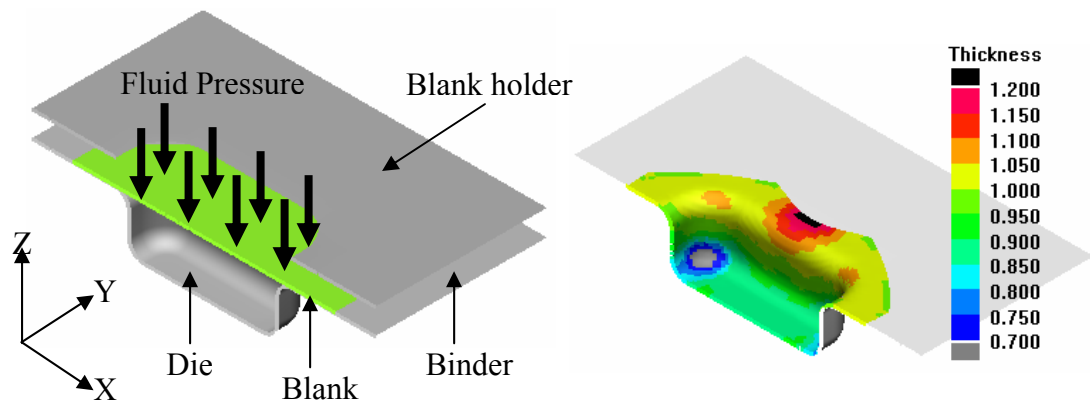 Fluid Pressure
Blank holder
Z
Y
X
Die
Blank
Binder
Thickness
1.200
1.150
1.100
1.050
1.000
0.950
0.900
0.850
0.800
0.750
0.700